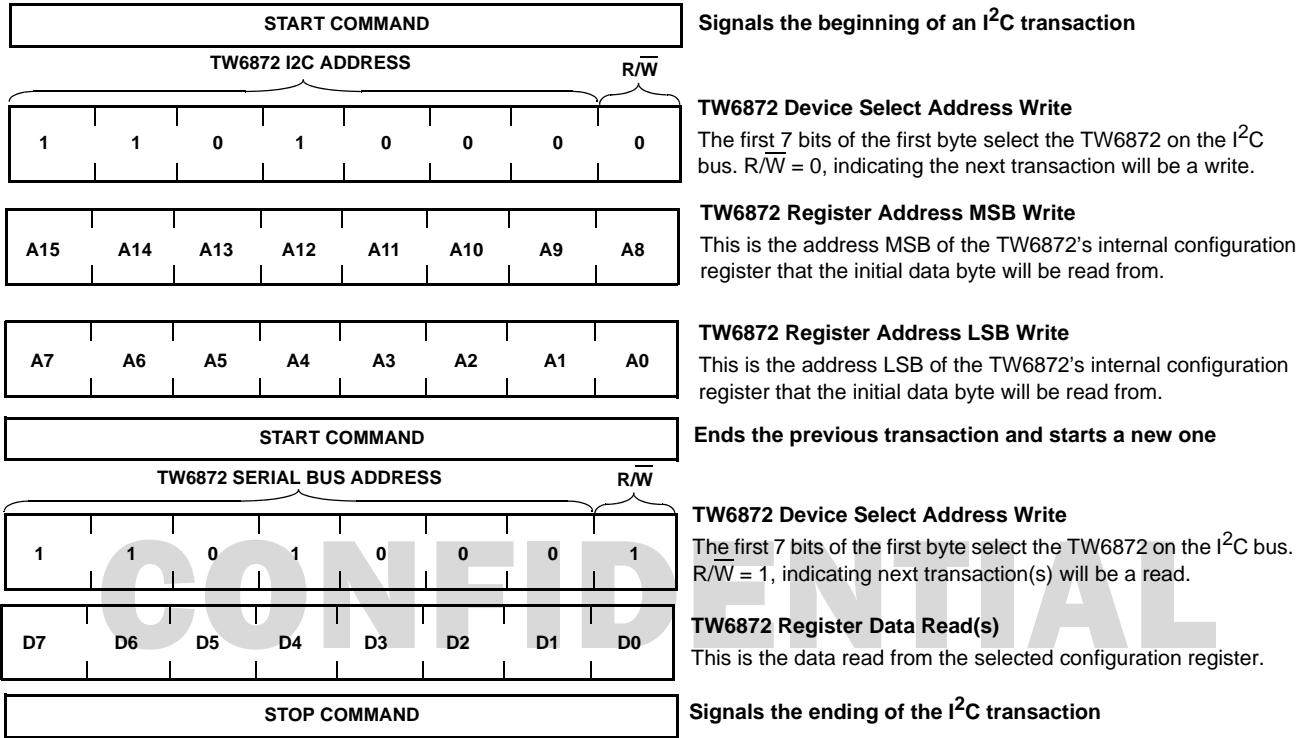 START COMMAND
Signals the beginning of an I2C transaction
TW6872 I2C ADDRESS R/W
TW6872 Device Select Address Write
1 1 0 1 0 0 0 0
The first 7 bits of the first byte select the TW6872 on the I2C
bus. R/W = 0, indicating the next transaction will be a write.
TW6872 Register Address MSB Write
A15 A14 A13 A12 A11 A10 A9 A8
This is the address MSB of the TW6872's internal configuration
register that the initial data byte will be read from.
TW6872 Register Address LSB Write
A7 A6 A5 A4 A3 A2 A1 A0
This is the address LSB of the TW6872's internal configuration
register that the initial data byte will be read from.
START COMMAND
Ends the previous transaction and starts a new one
TW6872 SERIAL BUS ADDRESS R/W
TW6872 Device Select Address Write
1 1 0 1 0 0 0 1
The first 7 bits of the first byte select the TW6872 on the I2C bus.
R/W = 1, indicating next transaction(s) will be a read.
CONFIDENTIAL
TW6872 Register Data Read(s)
D7 D6 D5 D4 D3 D2 D1 D0
This is the data read from the selected configuration register.
STOP COMMAND
Signals the ending of the I2C transaction